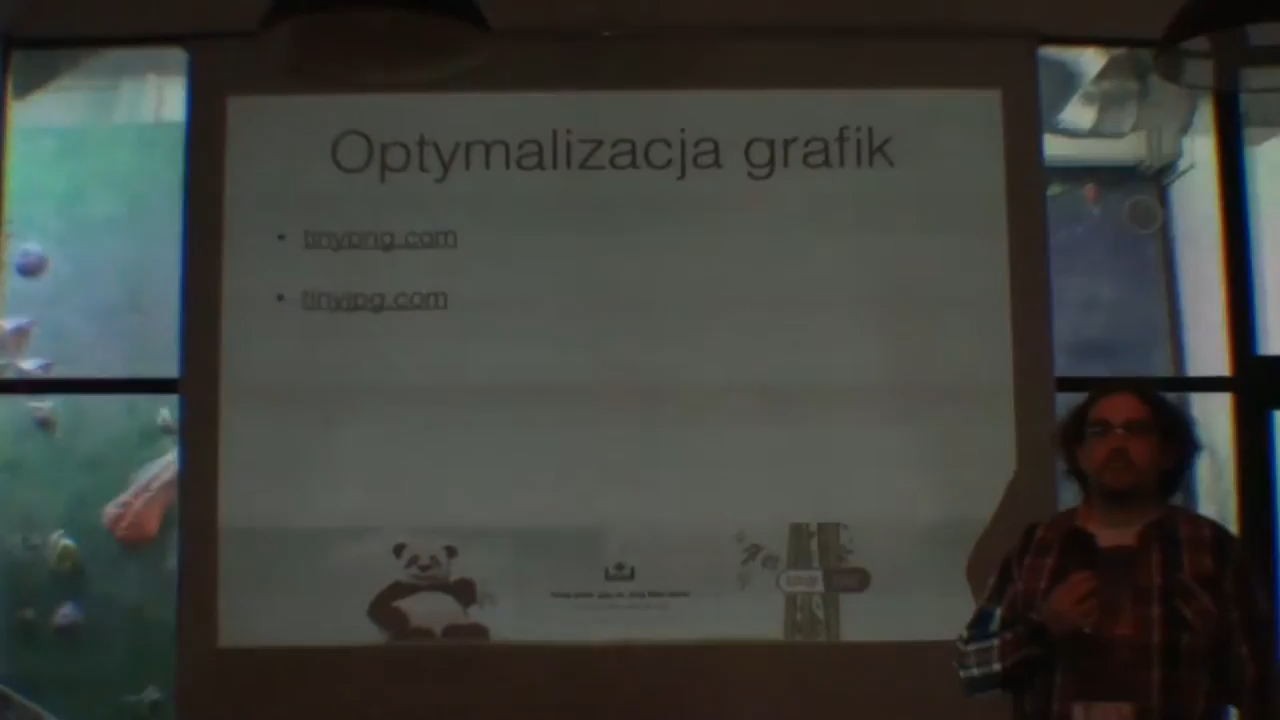 Optymalizacja grafik
• tinypng.com
• tinyjpg.com